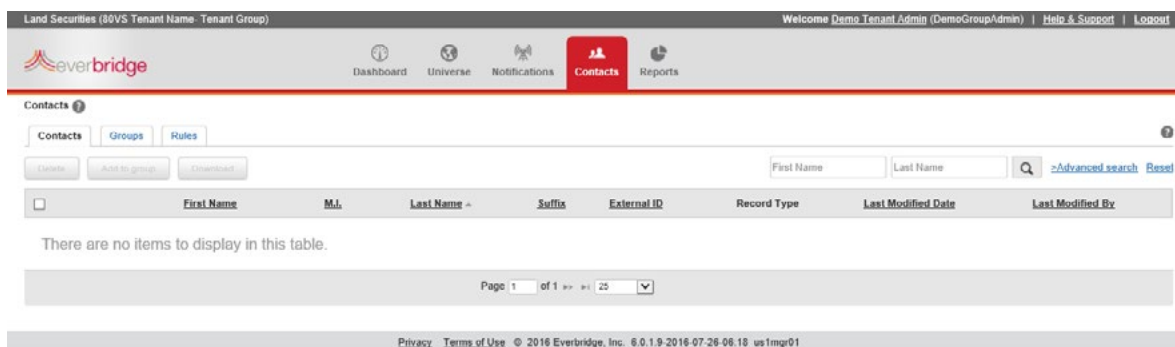 Land Securities (80VS Tenant Name- Tenant Group)
Welcome Demo Tenant Admin (DemoGroupAdmin) | Help & Support | Logout
everbridge
Dashboard Universe Notifications Contacts Reports
Contacts ?
Contacts Groups Rules ?
Delete Add to group Download First Name Last Name >Advanced search Reset
First Name M.I. Last Name Suffix External ID Record Type Last Modified Date Last Modified By
There are no items to display in this table.
Page 1 of 1 25
Privacy Terms of Use © 2016 Everbridge, Inc. 6.0.1.9-2016-07-26-06.18 us1mgr01